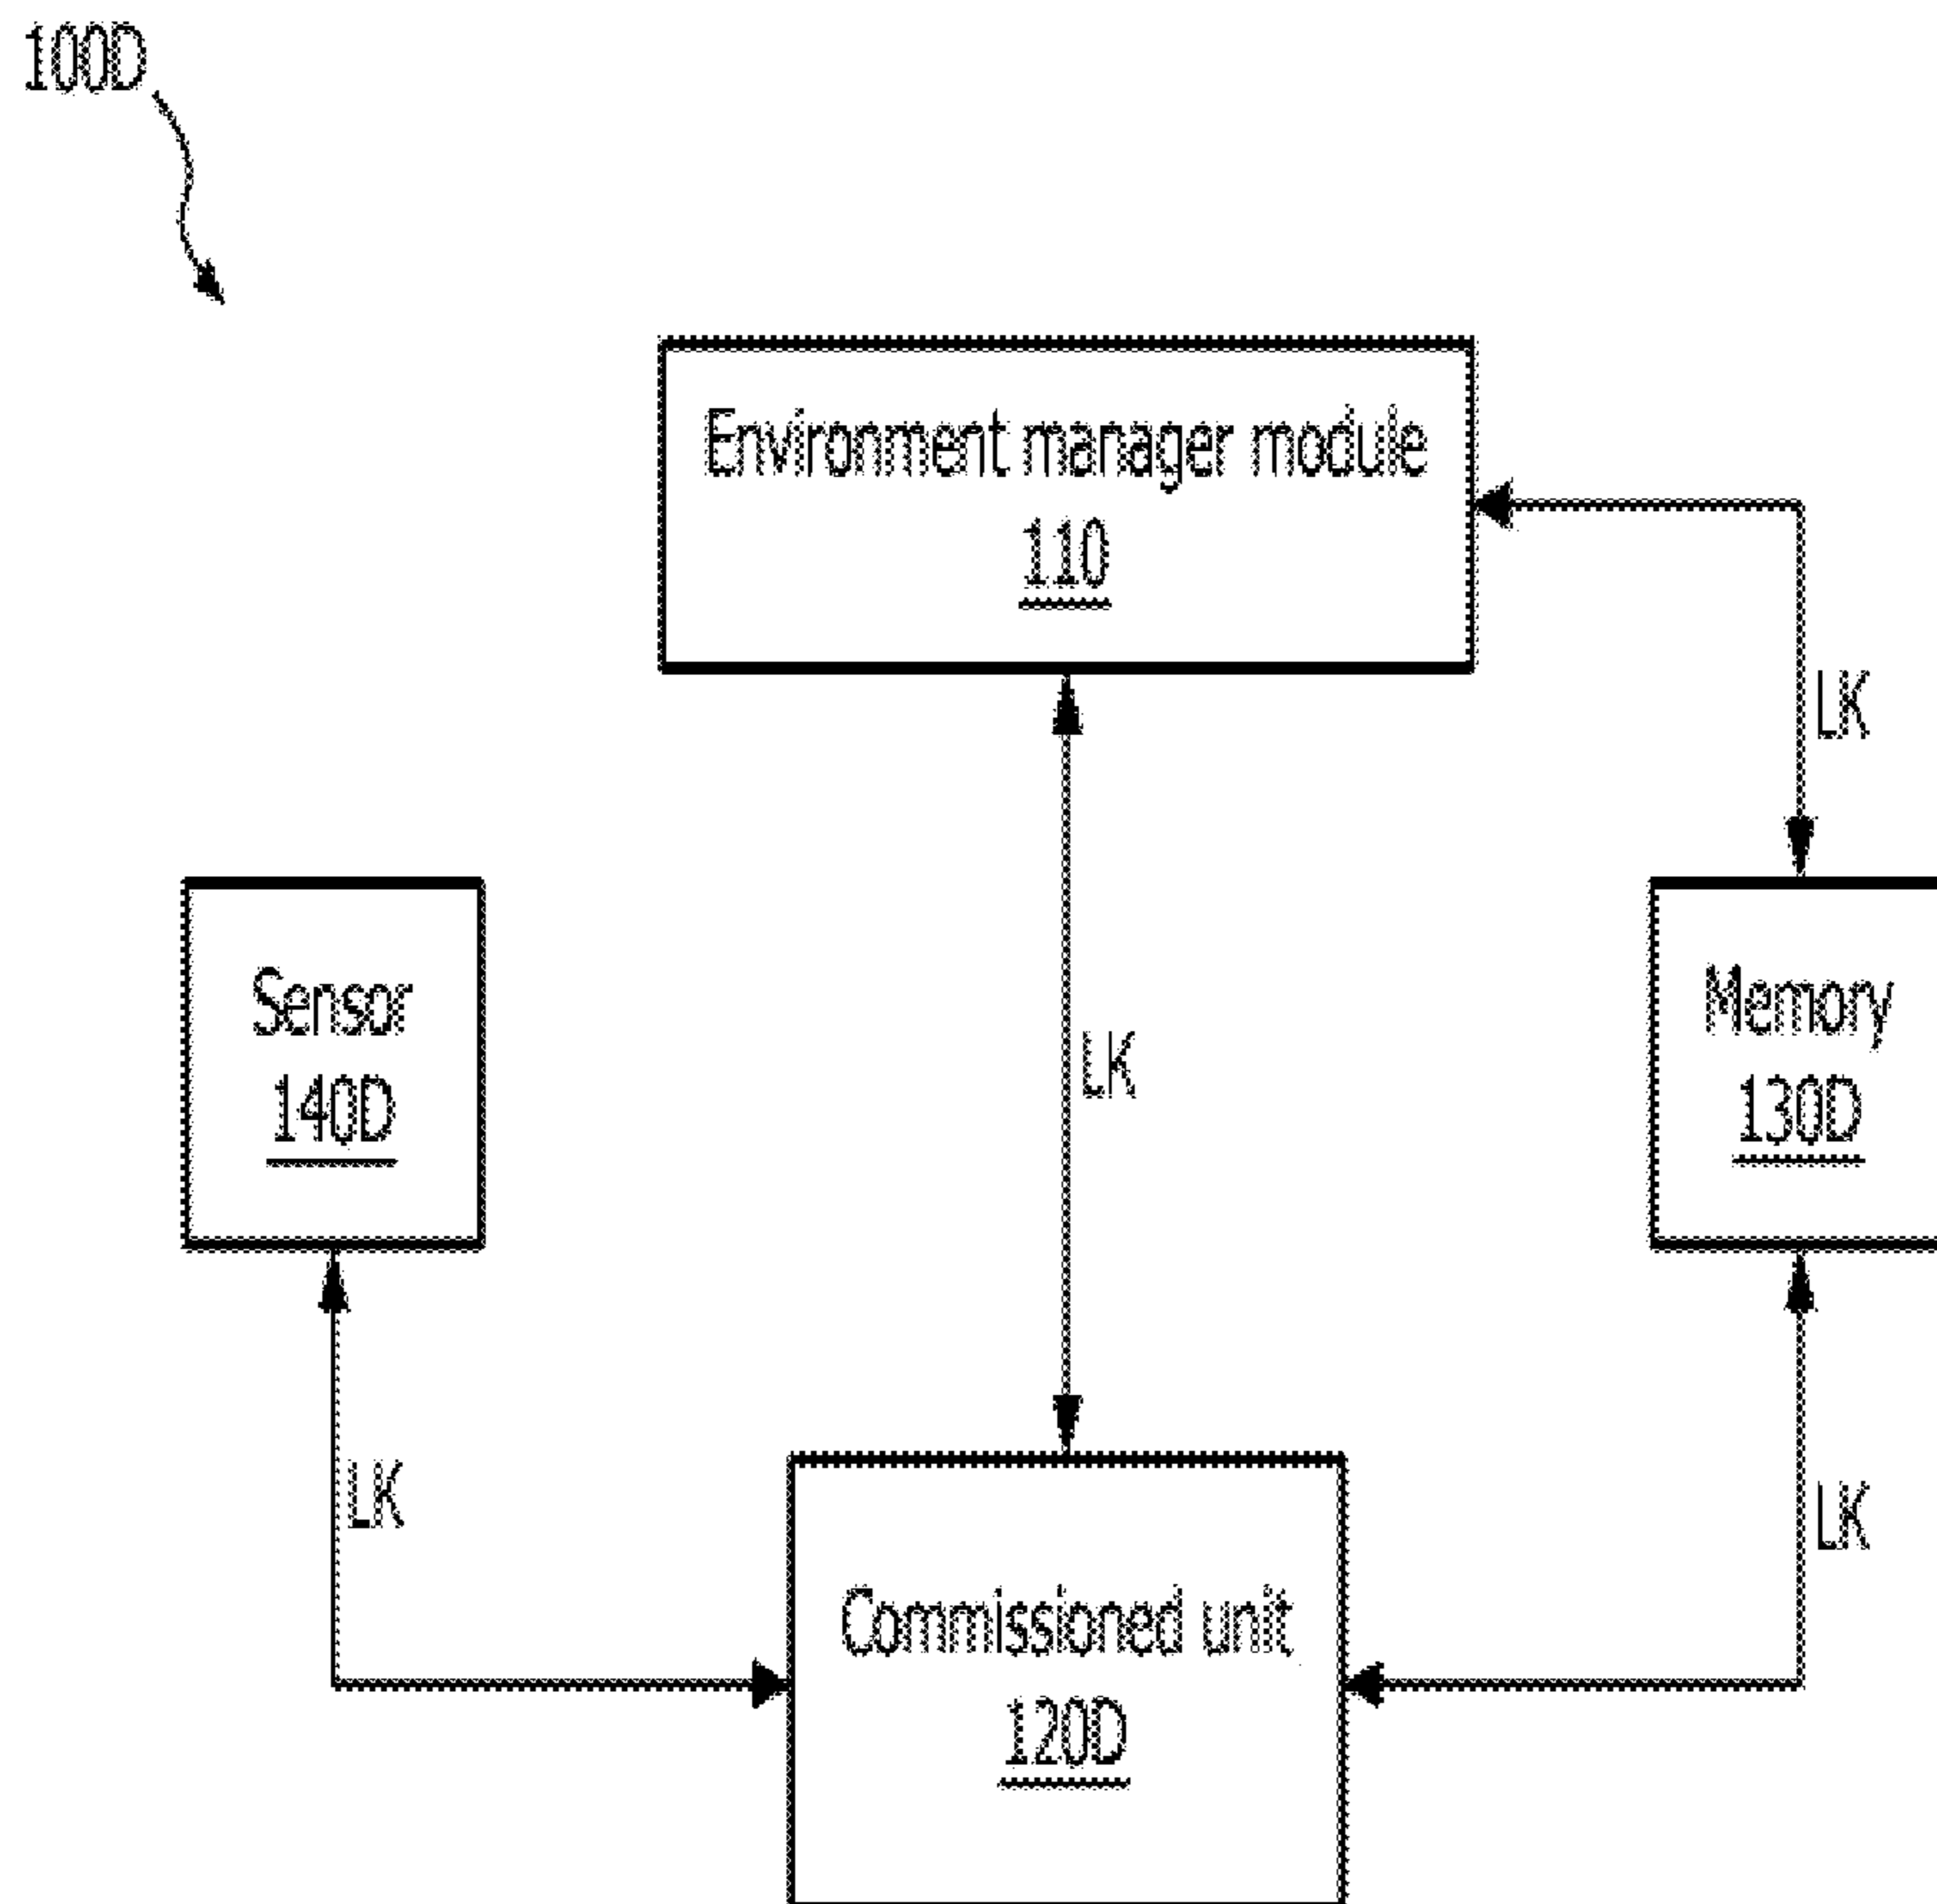 100D
Environment manager module
110
LK
Sensor
140D
LK
Memory
130D
LK
LK
Commissioned unit
120D